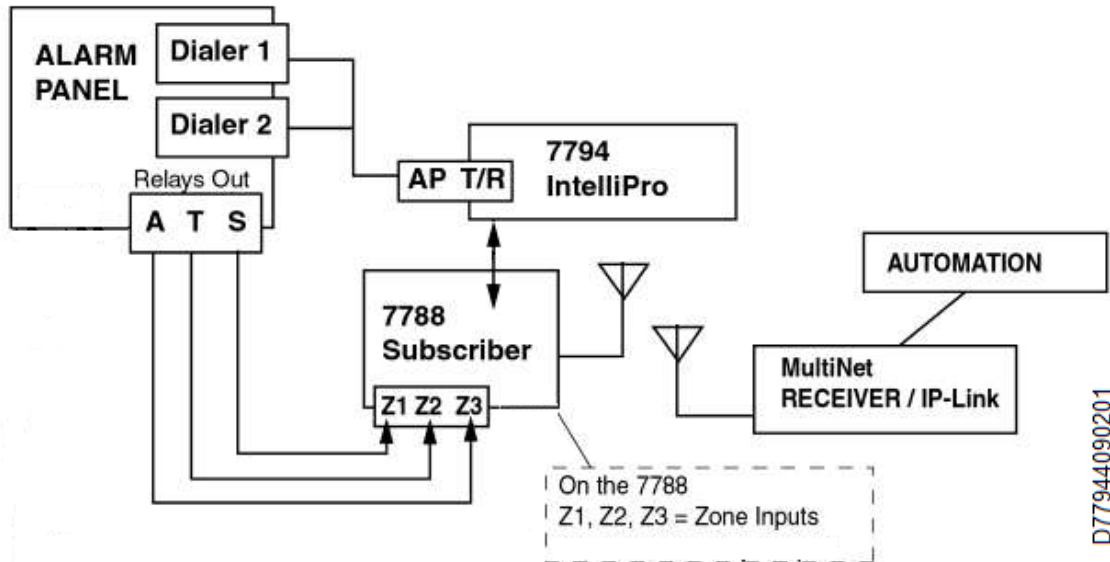 ALARM
PANEL
Dialer 1
Dialer 2
Relays Out
A T S
AP T/R
7794
IntelliPro
7788
Subscriber
Z1 Z2 Z3
AUTOMATION
MultiNet
RECEIVER / IP-Link
On the 7788
Z1, Z2, Z3 = Zone Inputs
D77944090201